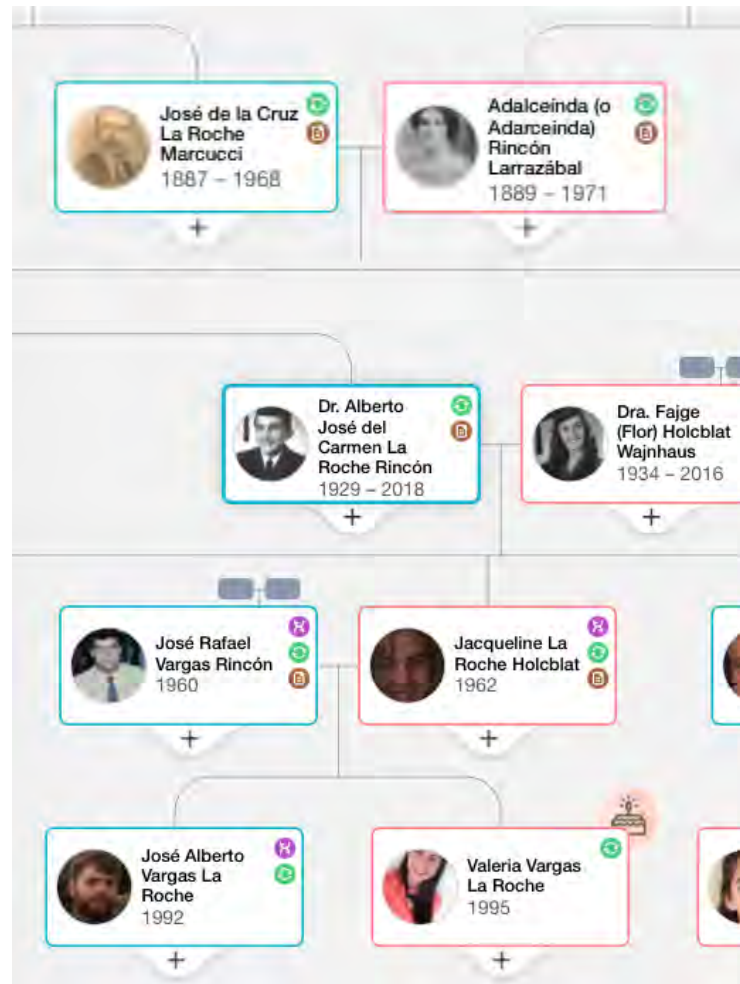 José de la Cruz
La Roche
Marcucci
1887 – 1968
Adalceínda (o
Adarceinda)
Rincón
Larrazábal
1889 – 1971
Dr. Alberto
José del
Carmen La
Roche Rincón
1929 – 2018
Dra. Fajge
(Flor) Holcblat
Wajnhaus
1934 – 2016
José Rafael
Vargas Rincón
1960
Jacqueline La
Roche Holcblat
1962
José Alberto
Vargas La
Roche
1992
Valeria Vargas
La Roche
1995